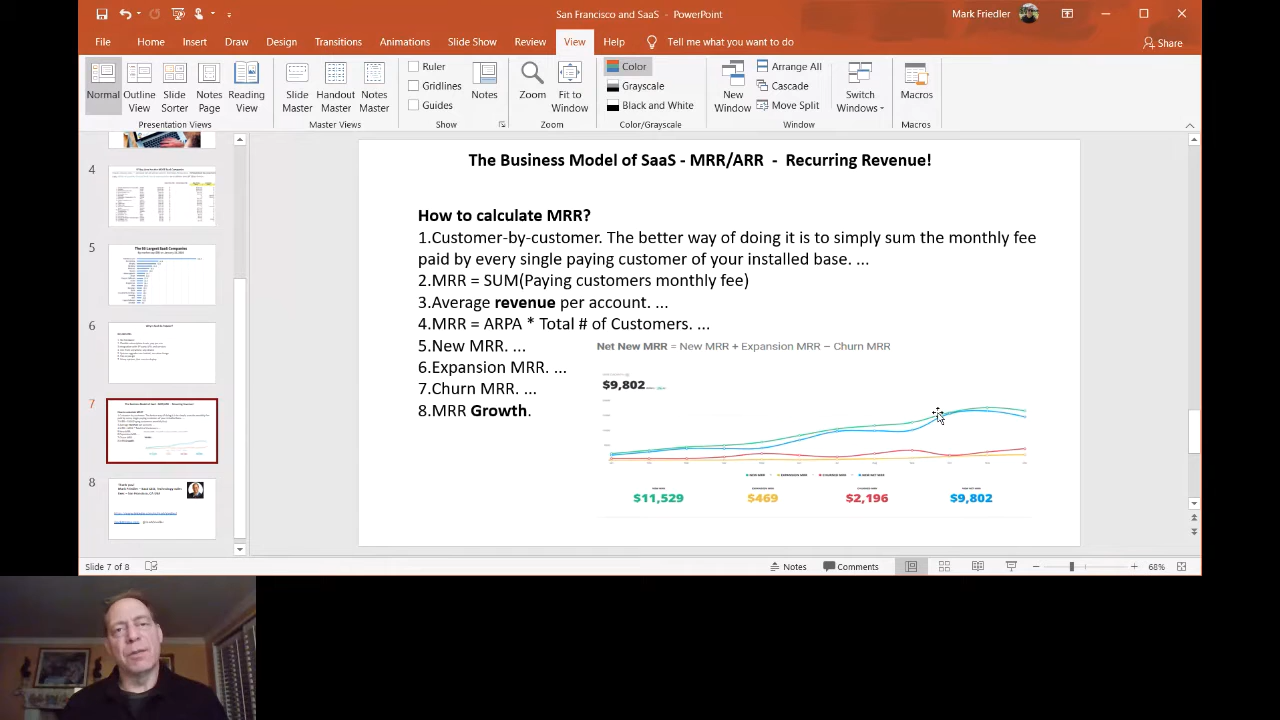 San Francisco and SaaS - PowerPoint
Mark Friedler
File Home Insert Draw Design Transitions Animations Slide Show Review View Help Tell me what you want to do
Share
Normal Outline View Slide Sorter Notes Page Reading View
Presentation Views
Slide Master Handout Master Notes Master
Master Views
Ruler
Gridlines
Guides
Show
Notes
Zoom Fit to Window
Zoom
Color
Grayscale
Black and White
Color/Grayscale
New Window
Arrange All
Cascade
Move Split
Window
Switch Windows
Macros
Macros
4
5
The 10 Largest SaaS Companies
6
7
8
The Business Model of SaaS - MRR/ARR - Recurring Revenue!
How to calculate MRR?
1.Customer-by-customer. The better way of doing it is to simply sum the monthly fee
paid by every single paying customer of your installed base. ...
2.MRR = SUM(Paying customers monthly fee)
3.Average revenue per account. ...
4.MRR = ARPA * Total # of Customers. ...
5.New MRR. ...
Net New MRR = New MRR + Expansion MRR – Churn MRR
6.Expansion MRR. ...
7.Churn MRR. ...
8.MRR Growth.
$9,802
$11,529 $469 $2,196 $9,802
Slide 7 of 8
Notes
Comments
68%